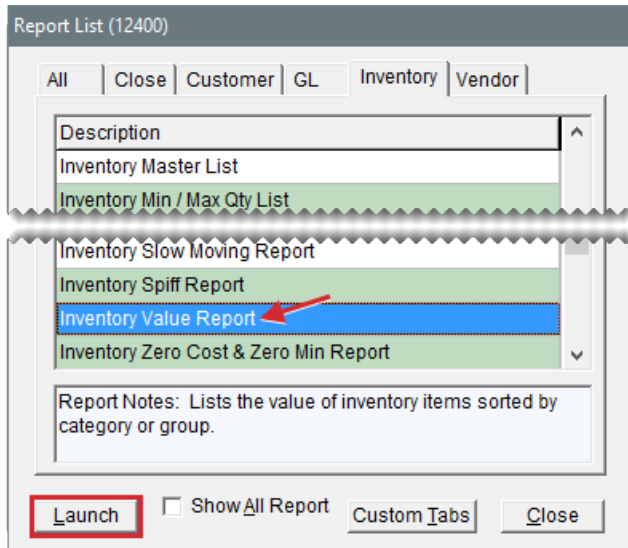 Report List (12400)
All Close Customer GL Inventory Vendor
Description
Inventory Master List
Inventory Min / Max Qty List
Inventory Slow Moving Report
Inventory Spiff Report
Inventory Value Report
Inventory Zero Cost & Zero Min Report
Report Notes: Lists the value of inventory items sorted by
category or group.
Launch Show All Report Custom Tabs Close